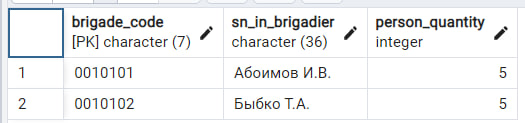 brigade_code sn_in_brigadier person_quantity
[PK] character (7) character (36) integer
1 0010101 Абоимов И.В. 5
2 0010102 Быбко Т.А. 5